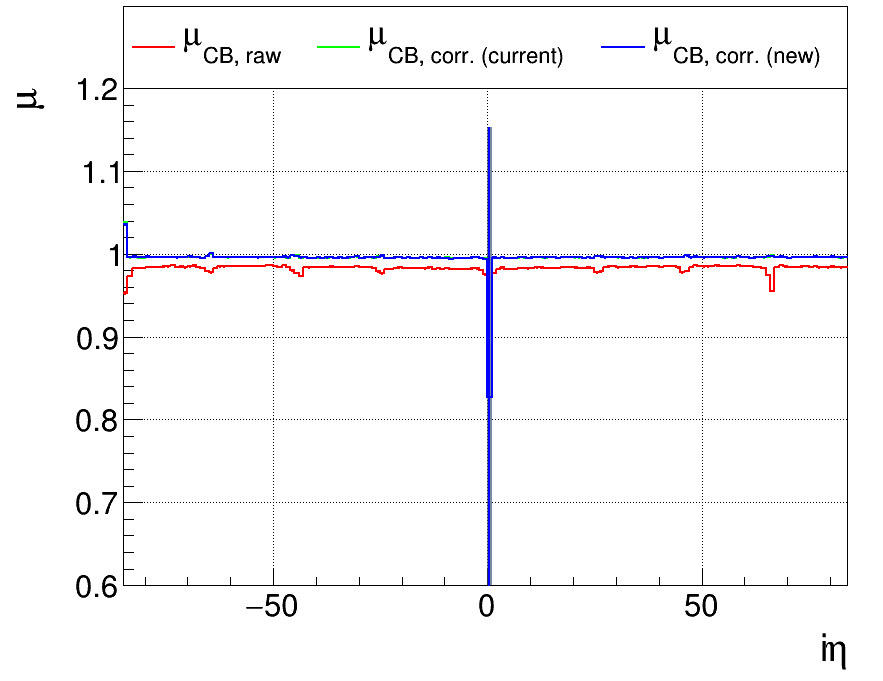 μCB, raw μCB, corr. (current) μCB, corr. (new)
μ
1.2
1.1
1
0.9
0.8
0.7
0.6
−50 0 50
iη